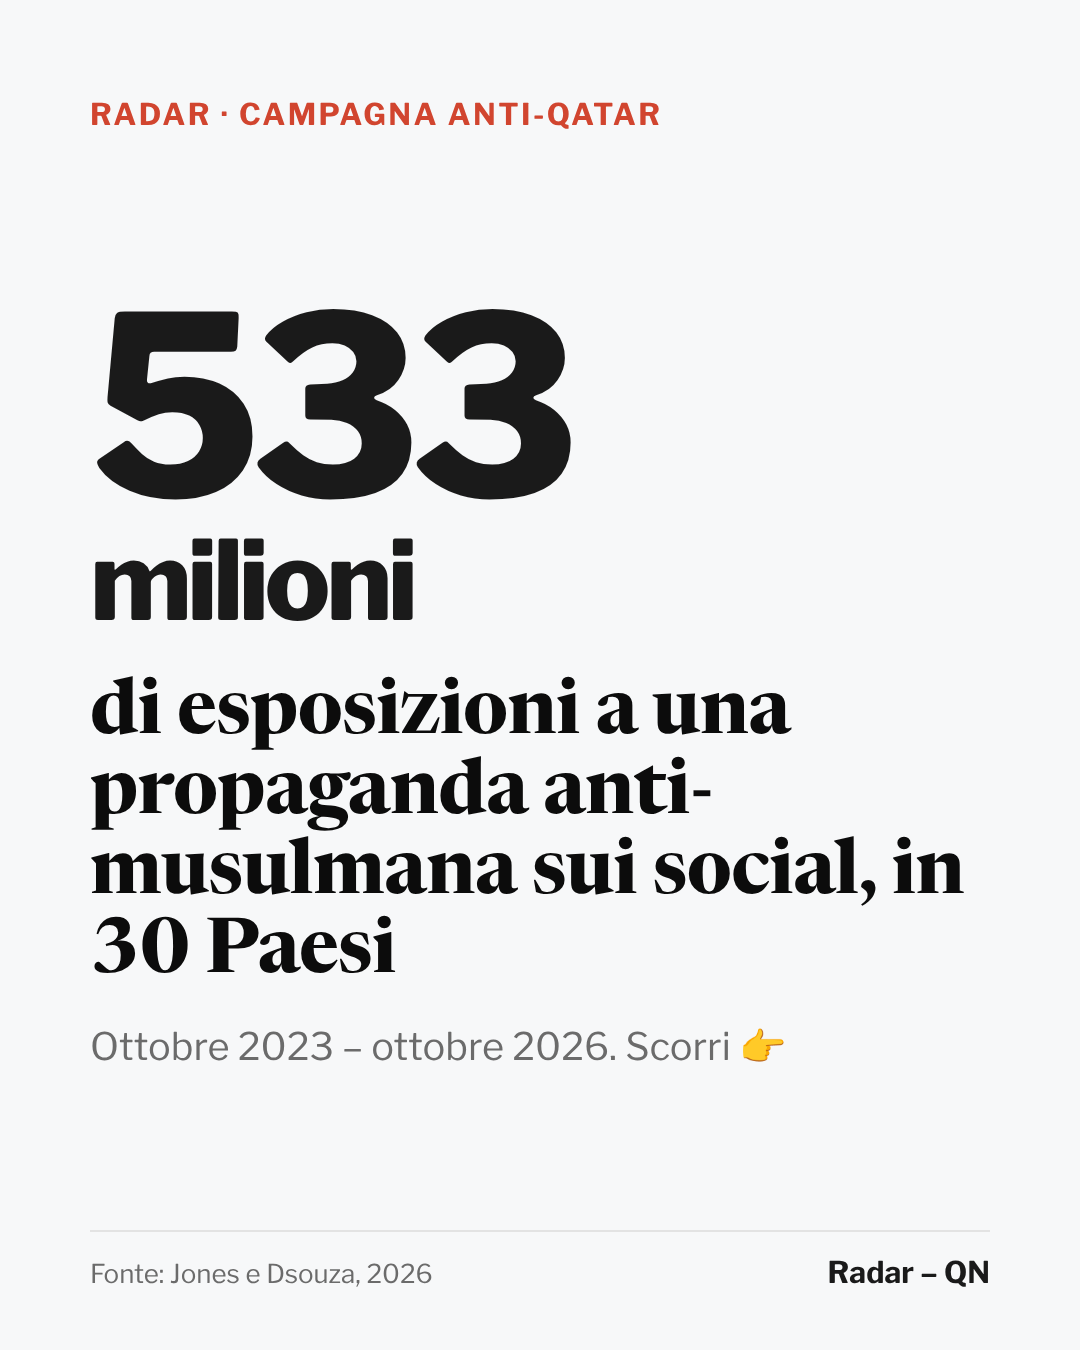 RADAR · CAMPAGNA ANTI-QATAR
533
milioni
di esposizioni a una
propaganda anti-
musulmana sui social, in
30 Paesi
Ottobre 2023 – ottobre 2026. Scorri 👉
Fonte: Jones e Dsouza, 2026
Radar – QN